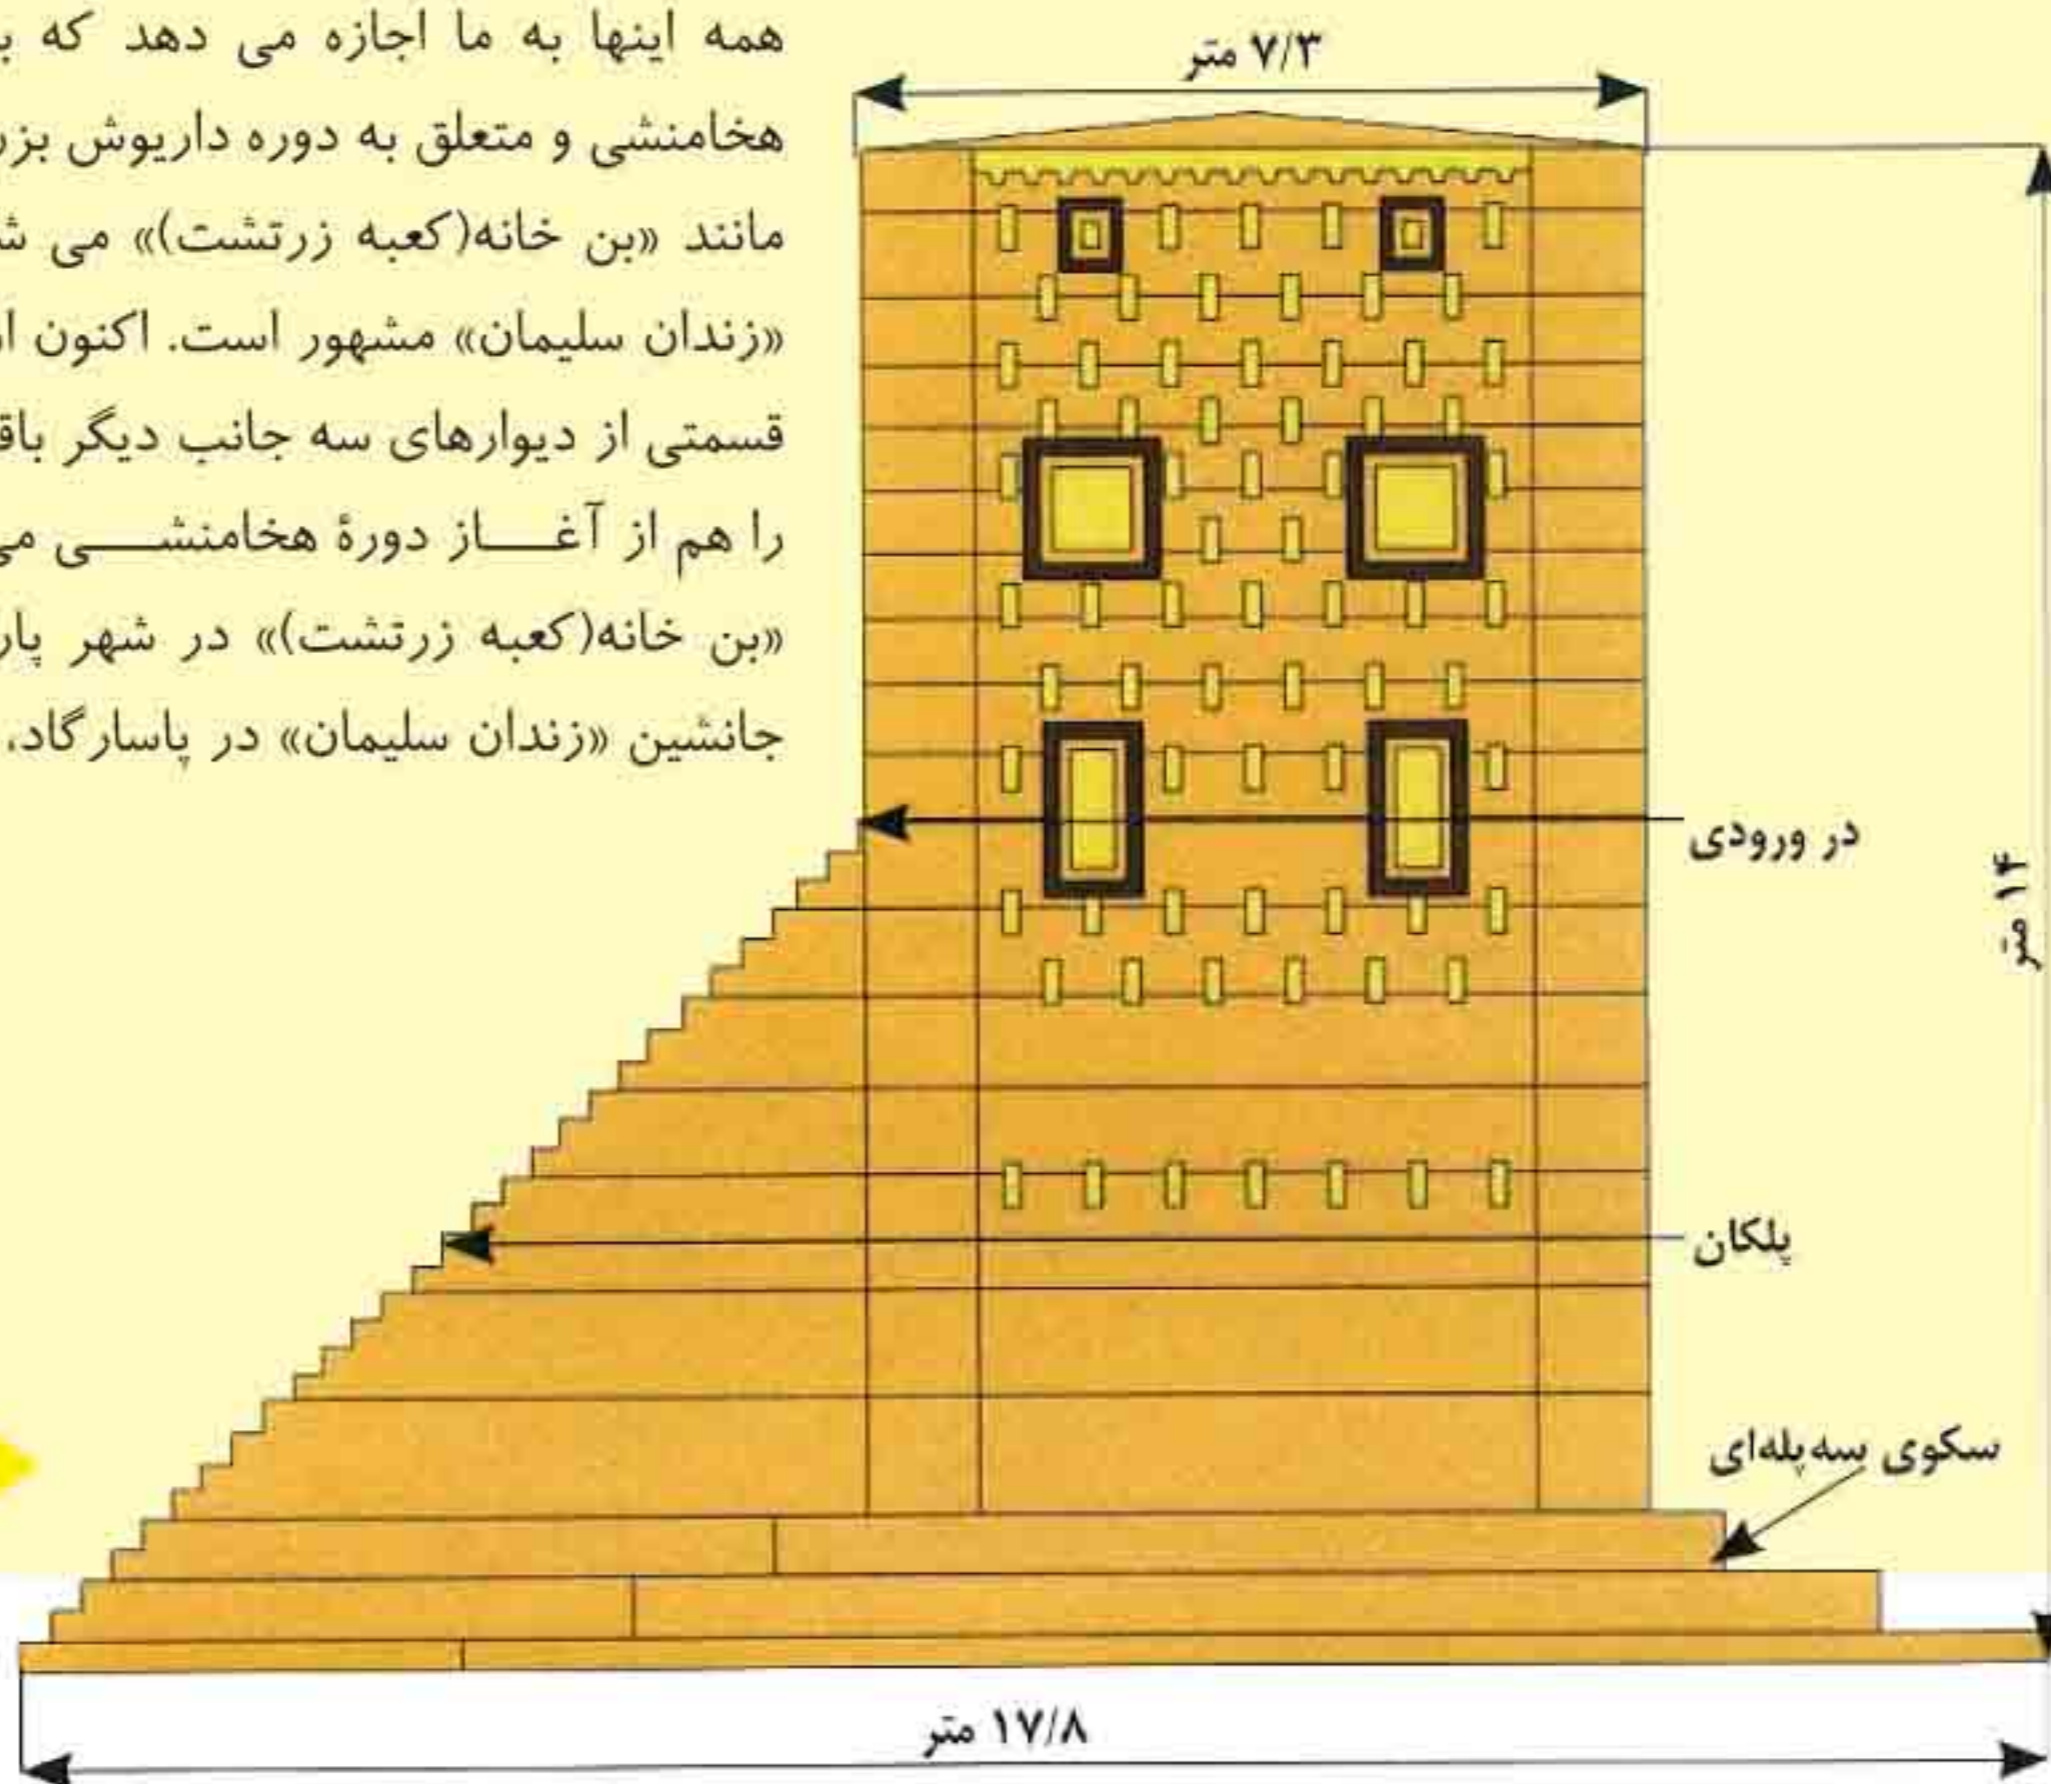 همه اینها به ما اجازه می دهد که
هخامنشی و متعلق به دوره داریوش
مانند «بن خانه(کعبه زرتشت)» می
«زندان سلیمان» مشهور است. اکنون
قسمتی از دیوارهای سه جانب دیگر
را هم از آغــاز دورۀ هخامنشــی
«بن خانه(کعبه زرتشت)» در شهر
جانشین «زندان سلیمان» در پاسارگاد،
۷/۳ متر
در ورودی
۱۴ متر
پلکان
سکوی سه‌پله‌ای
۱۷/۸ متر